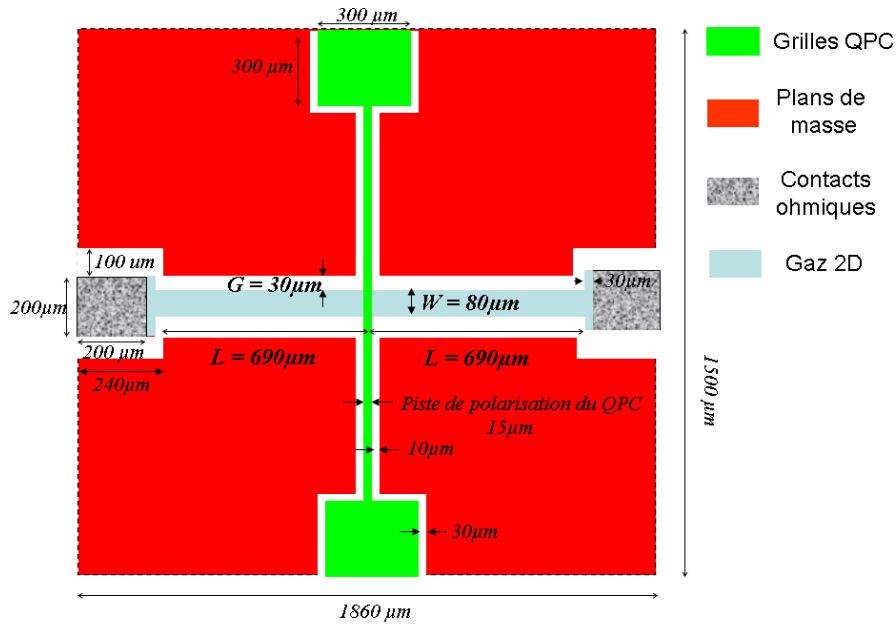 300 µm
300 µm
Grilles QPC
Plans de
masse
Contacts
ohmiques
Gaz 2D
100 um
G = 30µm
W = 80µm
30µm
200µm
200 µm
L = 690µm
L = 690µm
240µm
Piste de polarisation du QPC
15µm
10µm
30µm
1500 µm
1860 µm